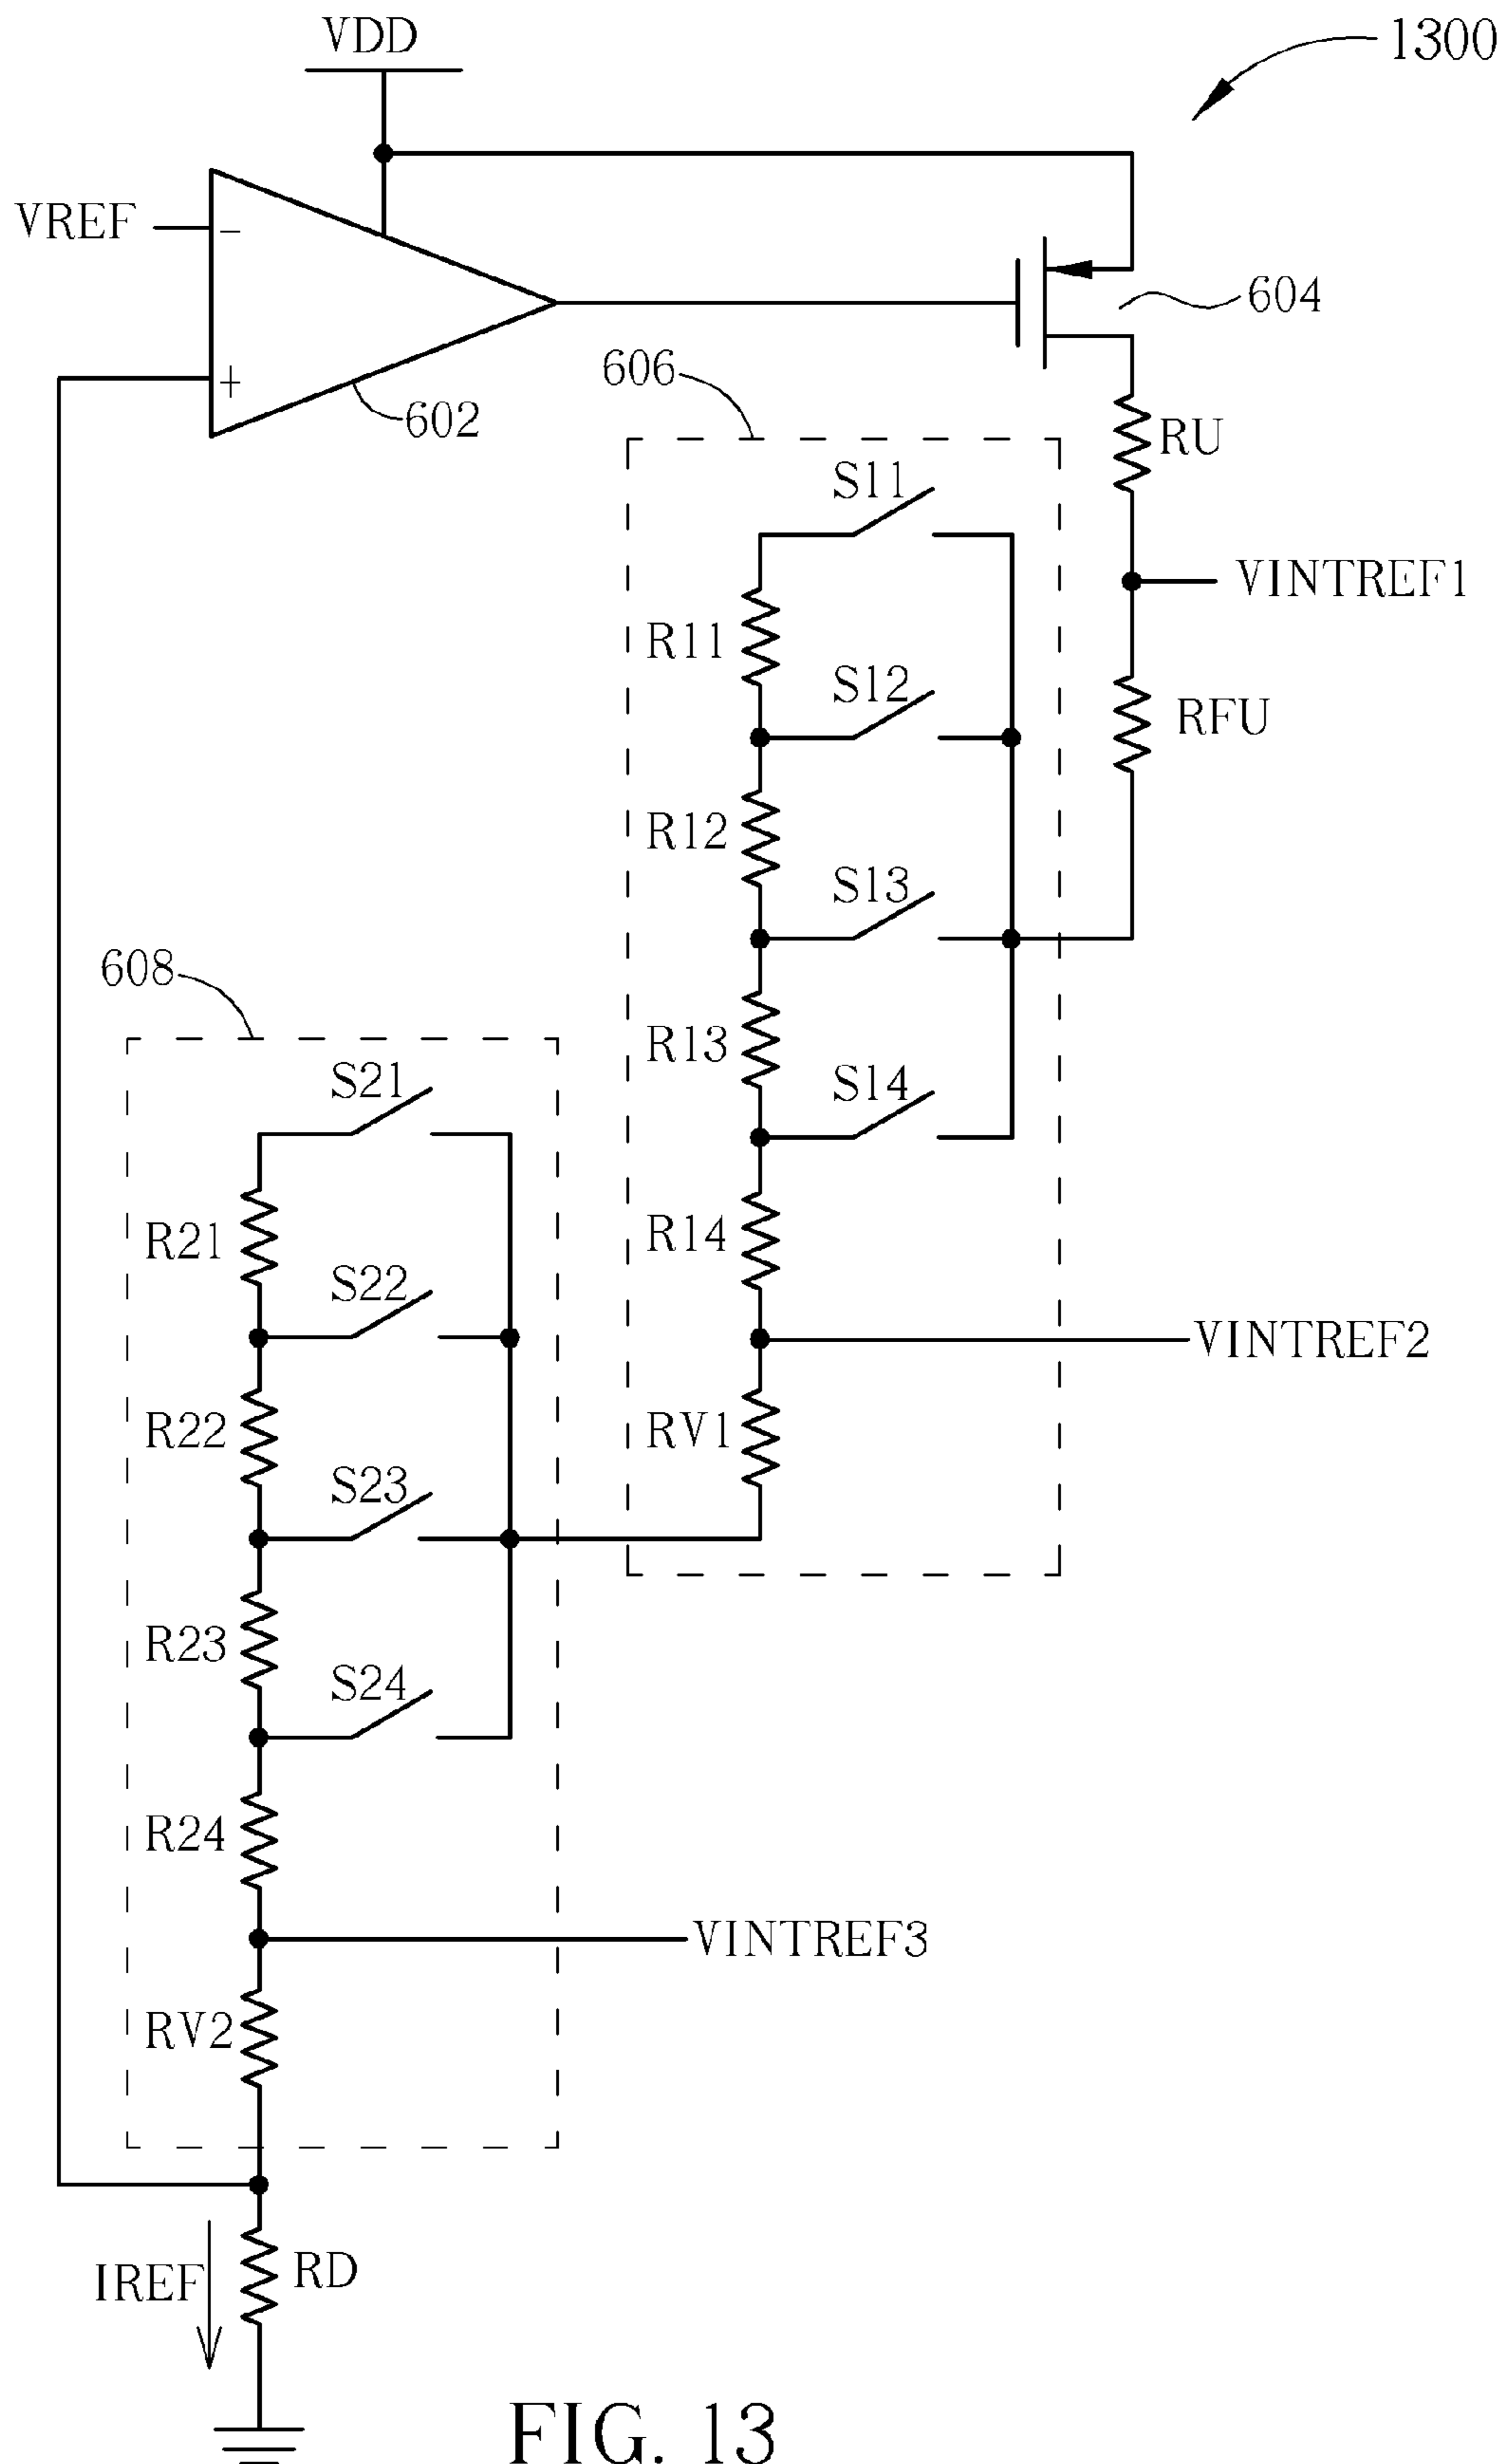 VDD
1300
VREF
-
604
606
+
602
RU
S11
VINTREF1
R11
S12
RFU
R12
S13
608
R13
S14
S21
R21
R14
S22
VINTREF2
R22
RV1
S23
R23
S24
R24
VINTREF3
RV2
IREF
RD
FIG. 13